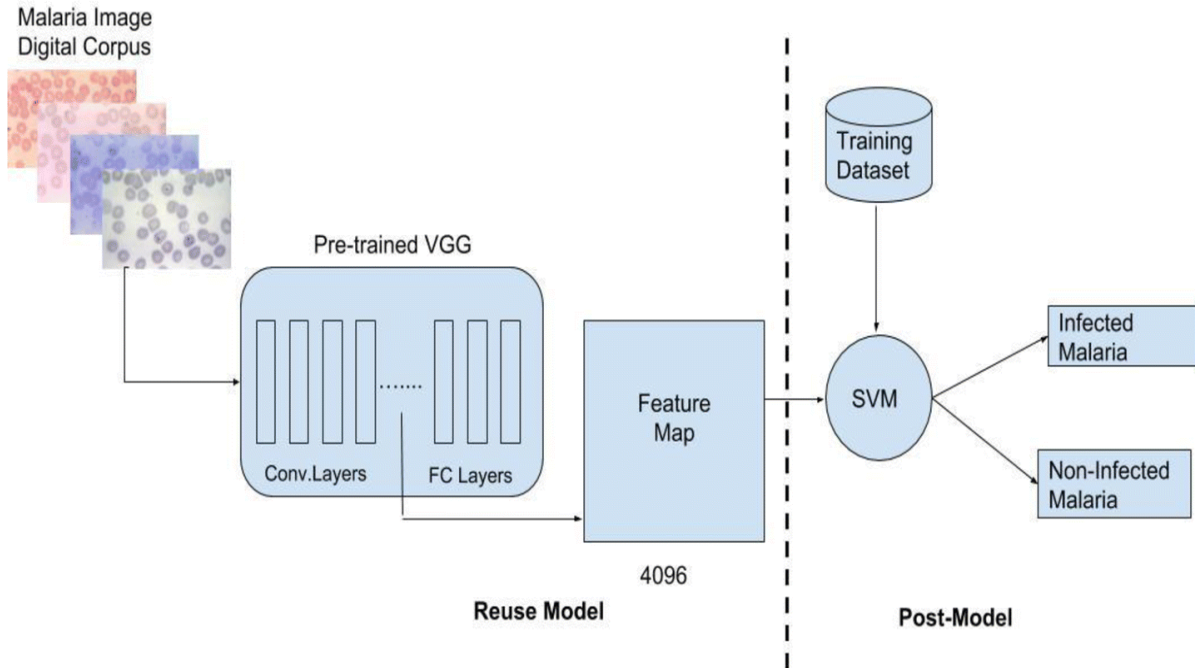 Malaria Image
Digital Corpus
Pre-trained VGG
.......
Conv.Layers
FC Layers
Feature
Map
4096
Reuse Model
Training
Dataset
SVM
Infected
Malaria
Non-Infected
Malaria
Post-Model